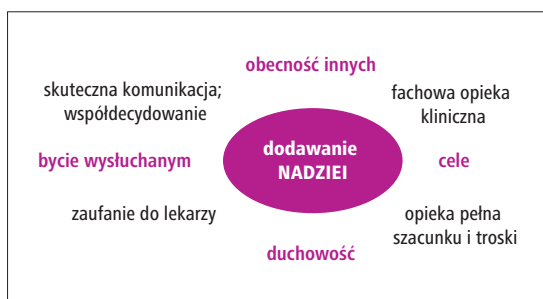 obecność innych
skuteczna komunikacja;
współdecydowanie
fachowa opieka
kliniczna
bycie wysłuchanym
dodawanie
NADZIEI
cele
zaufanie do lekarzy
opieka pełna
szacunku i troski
duchowość